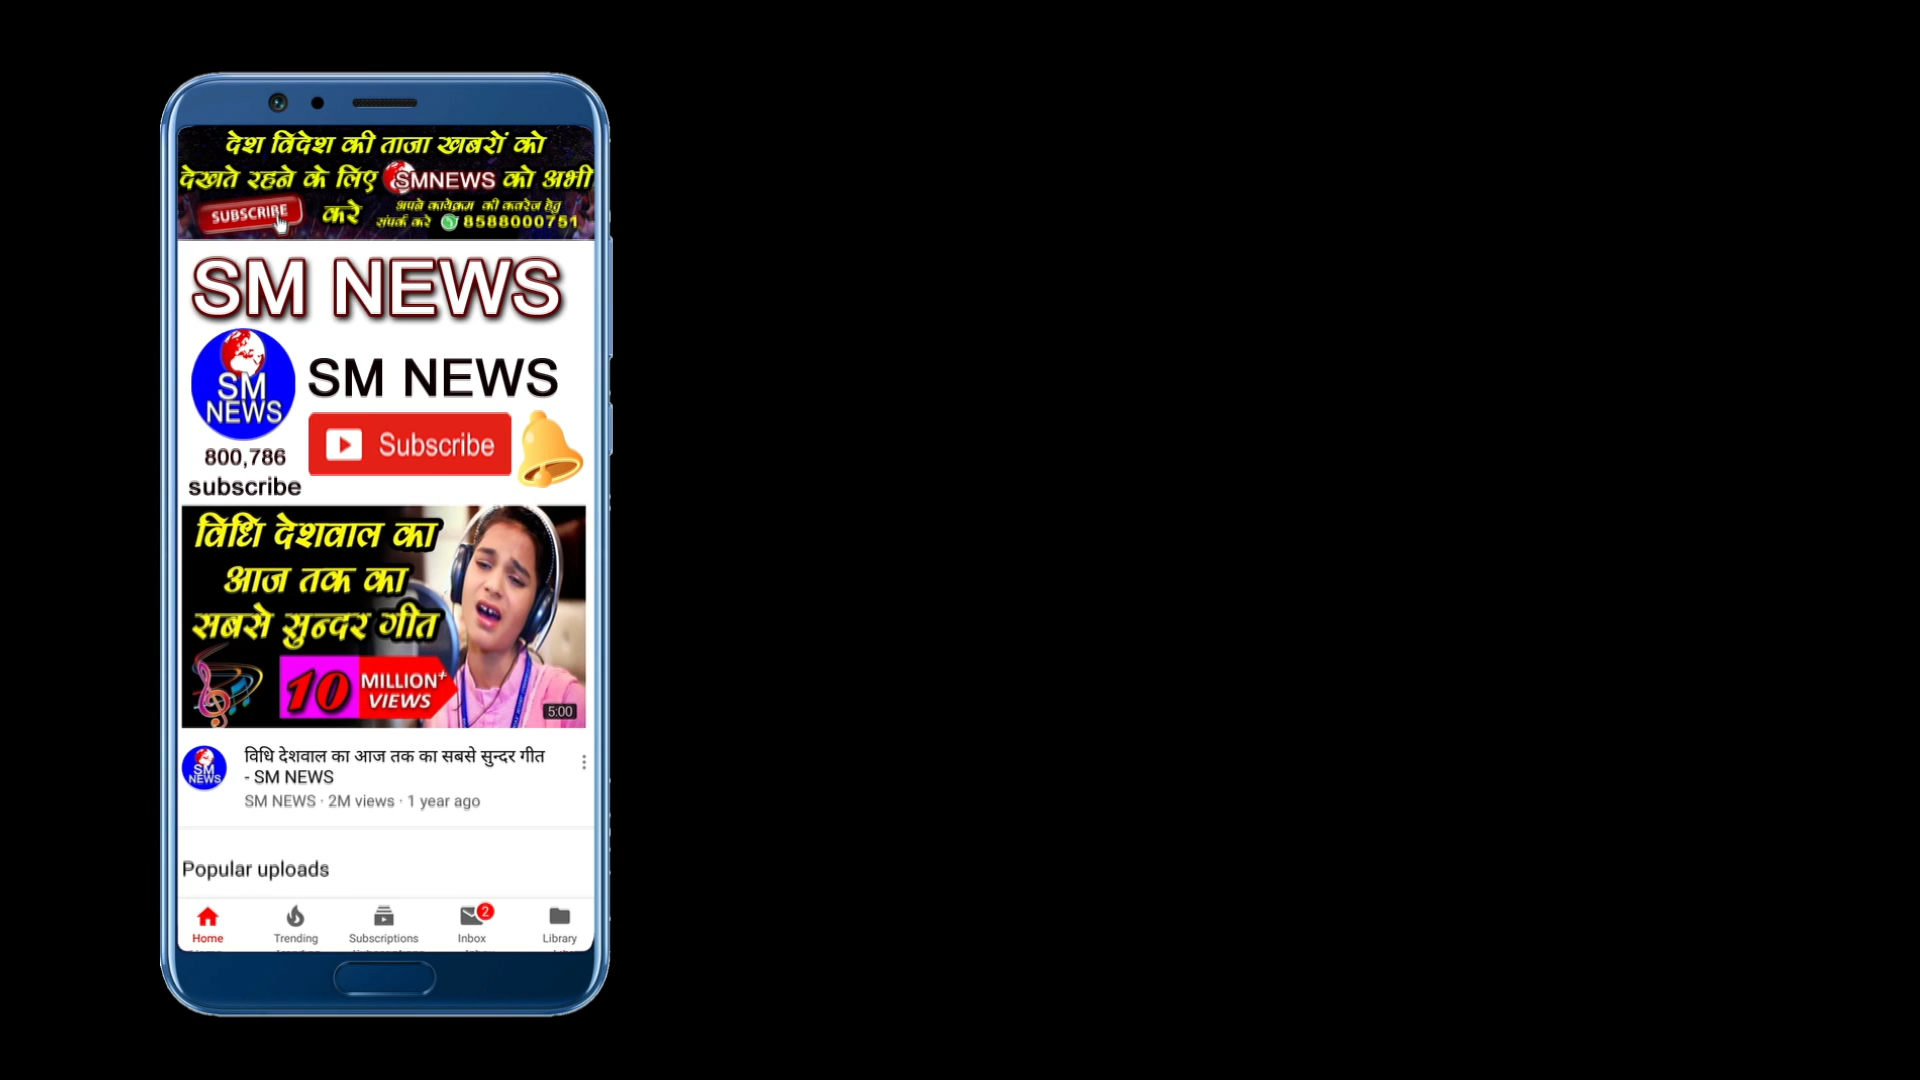 देश विदेश की ताजा खबरों को
देखते रहने के लिए SMNEWS को अभी
SUBSCRIBE करे
अपने कार्यक्रम की कवरेज हेतु
संपर्क करे 8588000751
SM NEWS
SM
NEWS
SM NEWS
Subscribe
800,786
subscribe
विधि देशवाल का
आज तक का
सबसे सुन्दर गीत
10 MILLION+
VIEWS
5:00
SM
NEWS
विधि देशवाल का आज तक का सबसे सुन्दर गीत
- SM NEWS
SM NEWS · 2M views · 1 year ago
Popular uploads
2
Home Trending Subscriptions Inbox Library